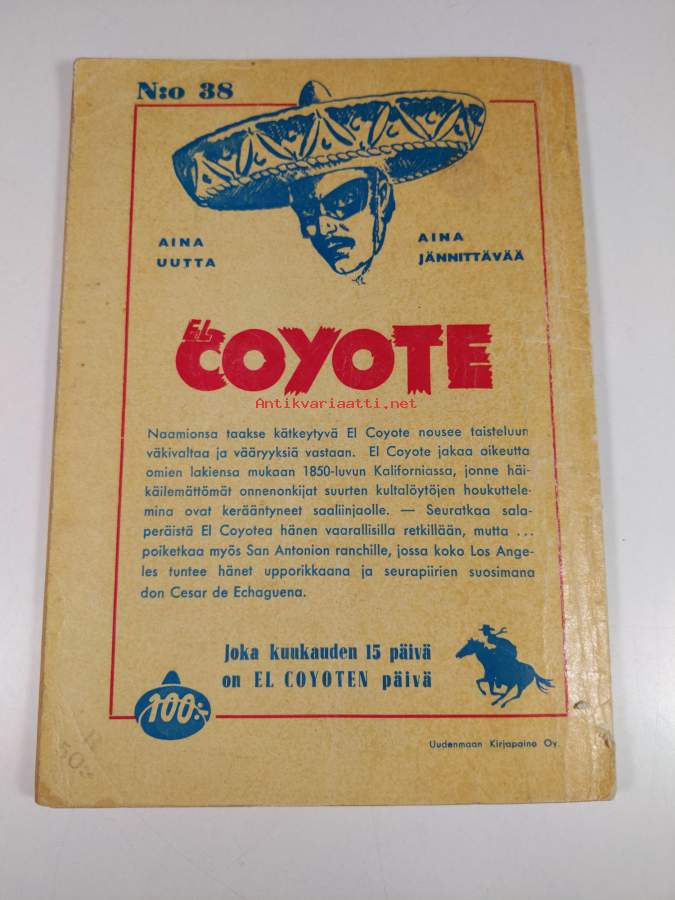 N:o 38
AINA
UUTTA
AINA
JÄNNITTÄVÄÄ
EL
COYOTE
Antikvariaatti.net
Naamionsa taakse kätkeytyvä El Coyote nousee taisteluun
väkivaltaa ja vääryyksiä vastaan. El Coyote jakaa oikeutta
omien lakiensa mukaan 1850-luvun Kaliforniassa, jonne häi-
käilemättömät onnenonkijat suurten kultalöytöjen houkuttele-
mina ovat kerääntyneet saaliinjaolle. — Seuratkaa sala-
peräistä El Coyotea hänen vaarallisilla retkillään, mutta ...
poiketkaa myös San Antonion ranchille, jossa koko Los Ange-
les tuntee hänet upporikkaana ja seurapiirien suosimana
don Cesar de Echaguena.
Joka kuukauden 15 päivä
on EL COYOTEN päivä
100:-
Uudenmaan Kirjapaino Oy